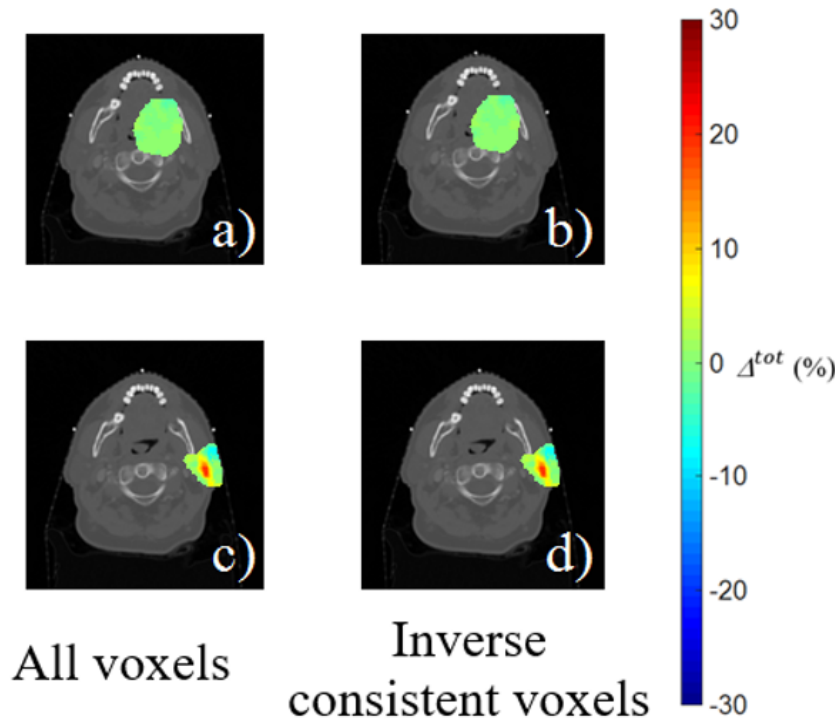 a)
b)
c)
d)
All voxels
Inverse
consistent voxels
30
20
10
0
-10
-20
-30
Δ^{tot} (%)